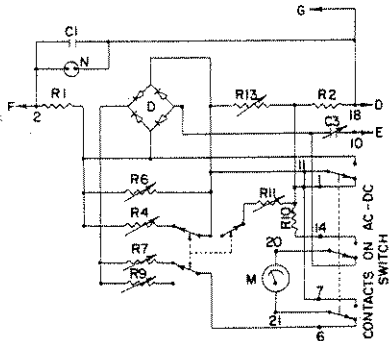 G
C1
N
F
R1
2
D
R13
R2
D
18
C3
E
10
R6
11
1
R11
R4
R10
14
R7
20
R9
M
7
21
6
CONTACTS ON AC-DC
SWITCH